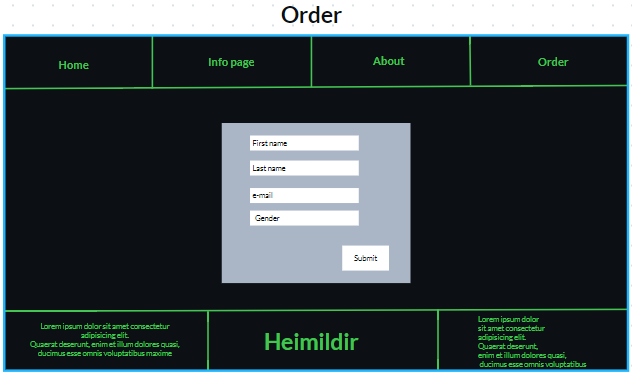 Order
Home
Info page
About
Order
First name
Last name
e-mail
Gender
Submit
Lorem ipsum dolor sit amet consectetur
adipisicing elit.
Quaerat deserunt, enim et illum dolores quasi,
ducimus esse omnis voluptatibus maxime
Heimildir
Lorem ipsum dolor
sit amet consectetur
adipisicing elit.
Quaerat deserunt,
enim et illum dolores quasi,
ducimus esse omnis voluptatibus